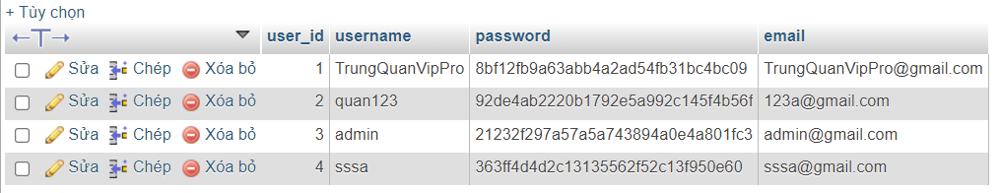 + Tùy chọn
user_id username password email
Sửa Chép Xóa bỏ 1 TrungQuanVipPro 8bf12fb9a63abb4a2ad54fb31bc4bc09 TrungQuanVipPro@gmail.com
Sửa Chép Xóa bỏ 2 quan123 92de4ab2220b1792e5a992c145f4b56f 123a@gmail.com
Sửa Chép Xóa bỏ 3 admin 21232f297a57a5a743894a0e4a801fc3 admin@gmail.com
Sửa Chép Xóa bỏ 4 sssa 363ff4d4d2c13135562f52c13f950e60 sssa@gmail.com